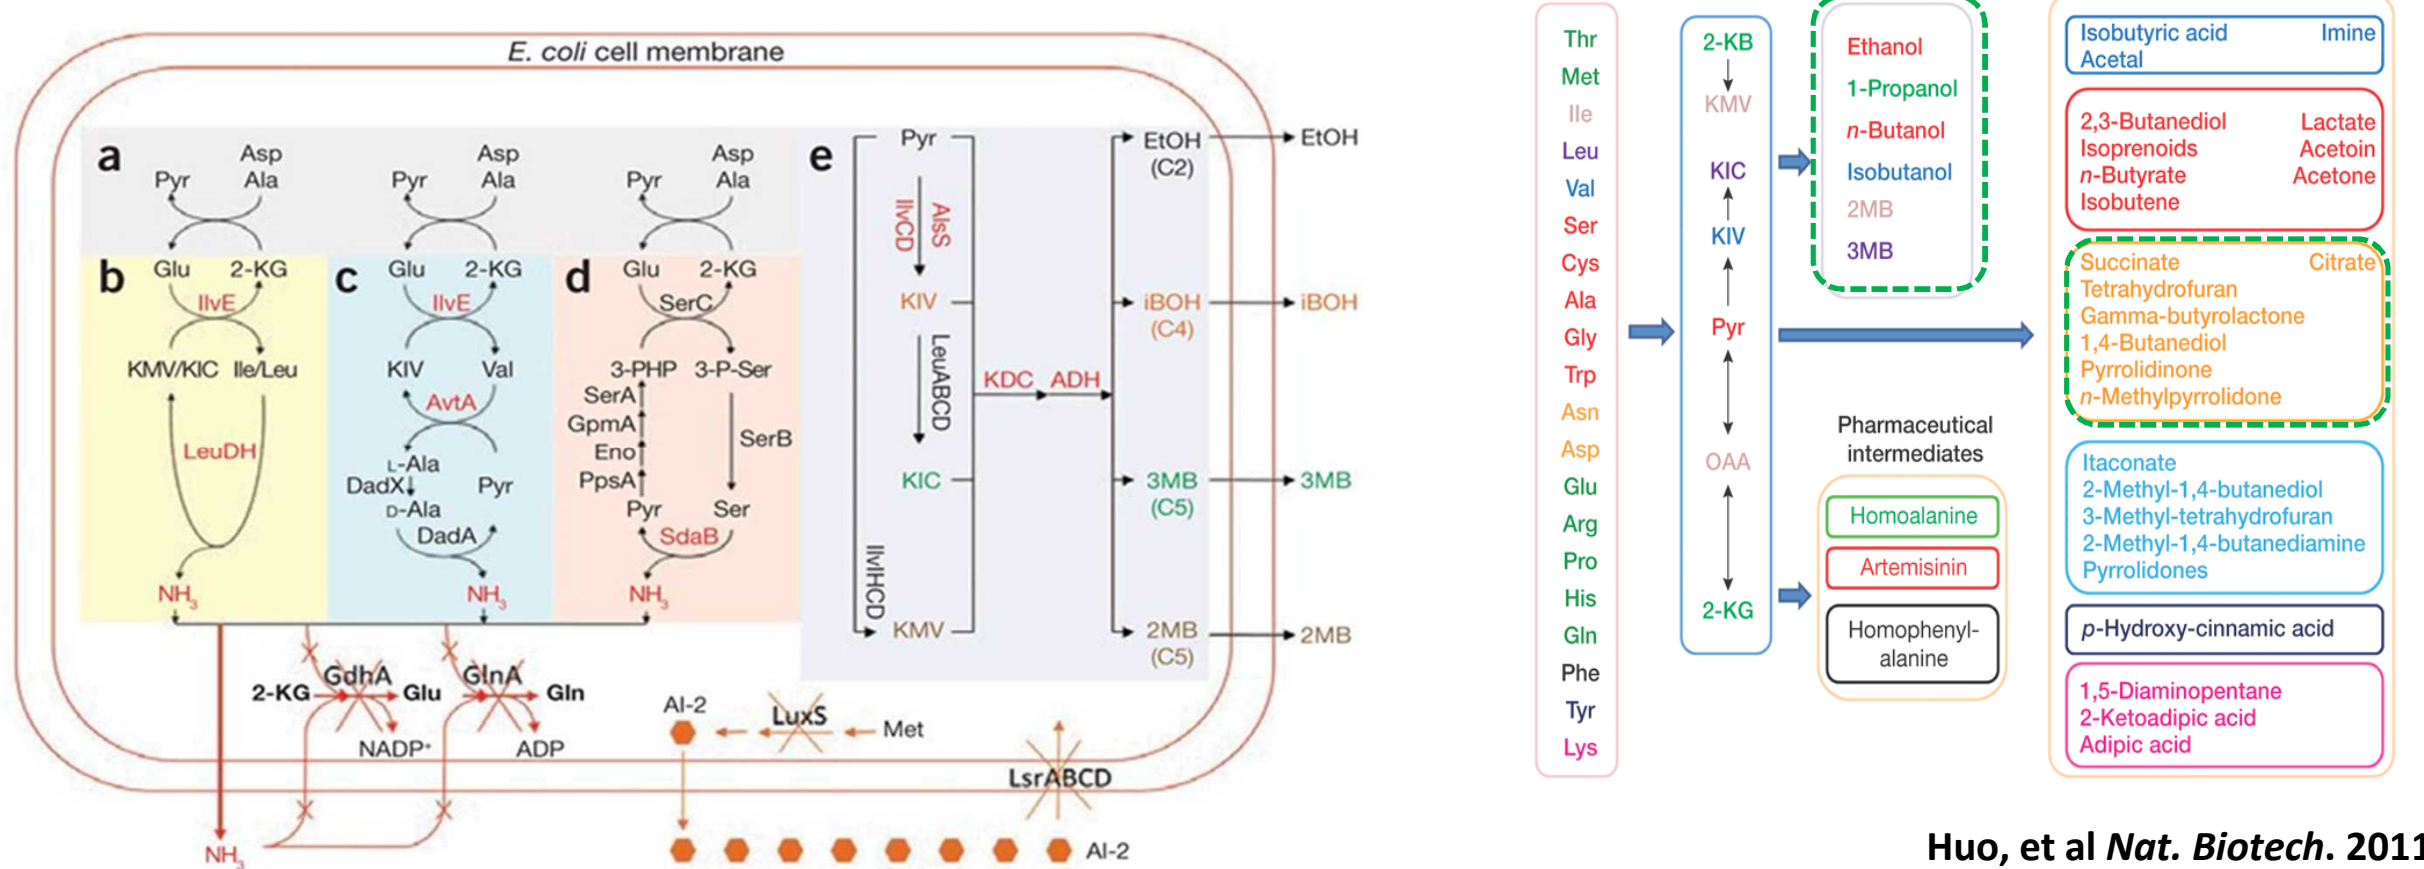 E. coli cell membrane
a
Asp
Pyr Ala
Asp
Pyr Ala
Asp
Pyr Ala
b
Glu 2-KG
IlvE
KMV/KIC Ile/Leu
LeuDH
NH3
c
Glu 2-KG
IlvE
KIV Val
AvtA
L-Ala
DadX
Pyr
D-Ala
DadA
NH3
d
Glu 2-KG
SerC
3-PHP 3-P-Ser
SerA
GpmA
Eno
SerB
PpsA
Pyr Ser
SdaB
NH3
e
Pyr
IlvCD
AlsS
KIV
LeuABCD
KIC
IlvIHCD
KMV
KDC ADH
EtOH
(C2)
EtOH
iBOH
(C4)
iBOH
3MB
(C5)
3MB
2MB
(C5)
2MB
GdhA
2-KG Glu
NADP+
GlnA
Gln
ADP
NH3
AI-2
LuxS
Met
LsrABCD
AI-2
Thr
Met
Ile
Leu
Val
Ser
Cys
Ala
Gly
Trp
Asn
Asp
Glu
Arg
Pro
His
Gln
Phe
Tyr
Lys
2-KB
KMV
KIC
KIV
Pyr
OAA
2-KG
Ethanol
1-Propanol
n-Butanol
Isobutanol
2MB
3MB
Pharmaceutical
intermediates
Homoalanine
Artemisinin
Homophenyl-
alanine
Isobutyric acid Imine
Acetal
2,3-Butanediol Lactate
Isoprenoids Acetoin
n-Butyrate Acetone
Isobutene
Succinate Citrate
Tetrahydrofuran
Gamma-butyrolactone
1,4-Butanediol
Pyrrolidinone
n-Methylpyrrolidone
Itaconate
2-Methyl-1,4-butanediol
3-Methyl-tetrahydrofuran
2-Methyl-1,4-butanediamine
Pyrrolidones
p-Hydroxy-cinnamic acid
1,5-Diaminopentane
2-Ketoadipic acid
Adipic acid
Huo, et al Nat. Biotech. 2011